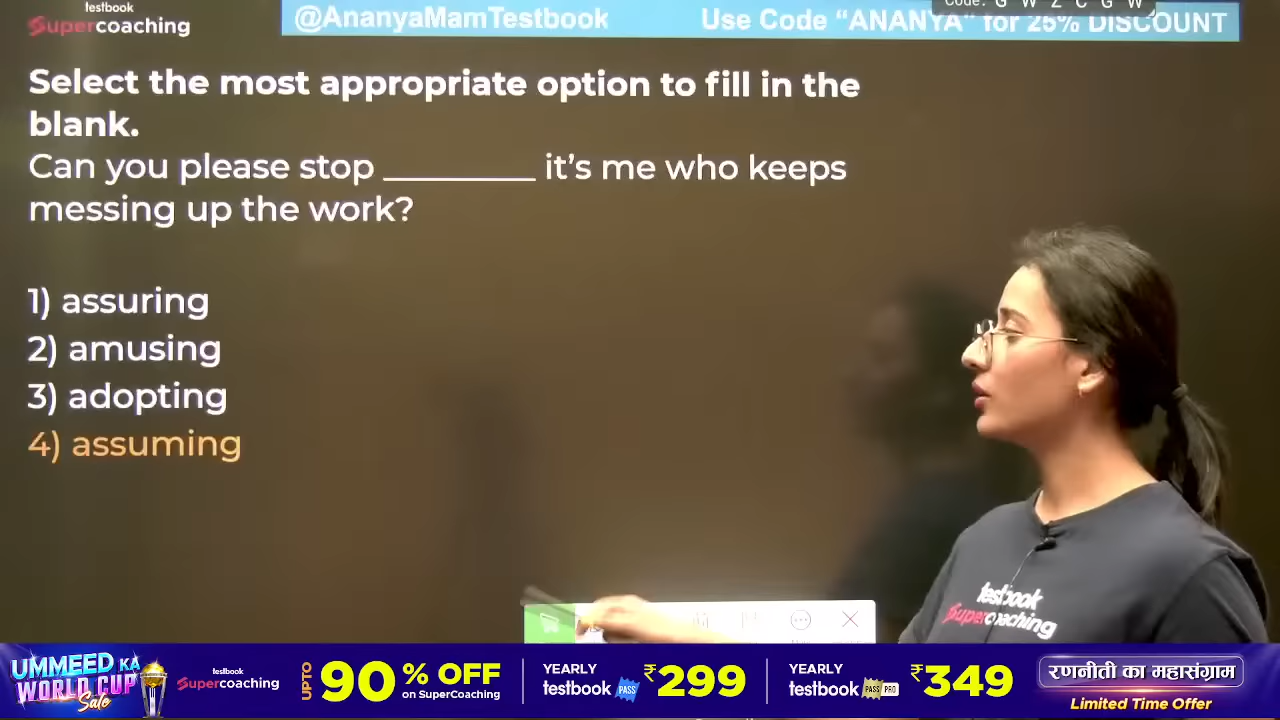 testbook
Supercoaching
@AnanyaMamTestbook
Use Code “ANANYA” for 25% DISCOUNT
Code: G W Z C G W
Select the most appropriate option to fill in the
blank.
Can you please stop ________ it’s me who keeps
messing up the work?
1) assuring
2) amusing
3) adopting
4) assuming
testbook
Supercoaching
UMMEED KA
WORLD CUP
Sale
testbook
Supercoaching
UPTO
90% OFF
on SuperCoaching
YEARLY
testbook PASS
₹299
YEARLY
testbook PASS PRO
₹349
रणनीती का महासंग्राम
Limited Time Offer